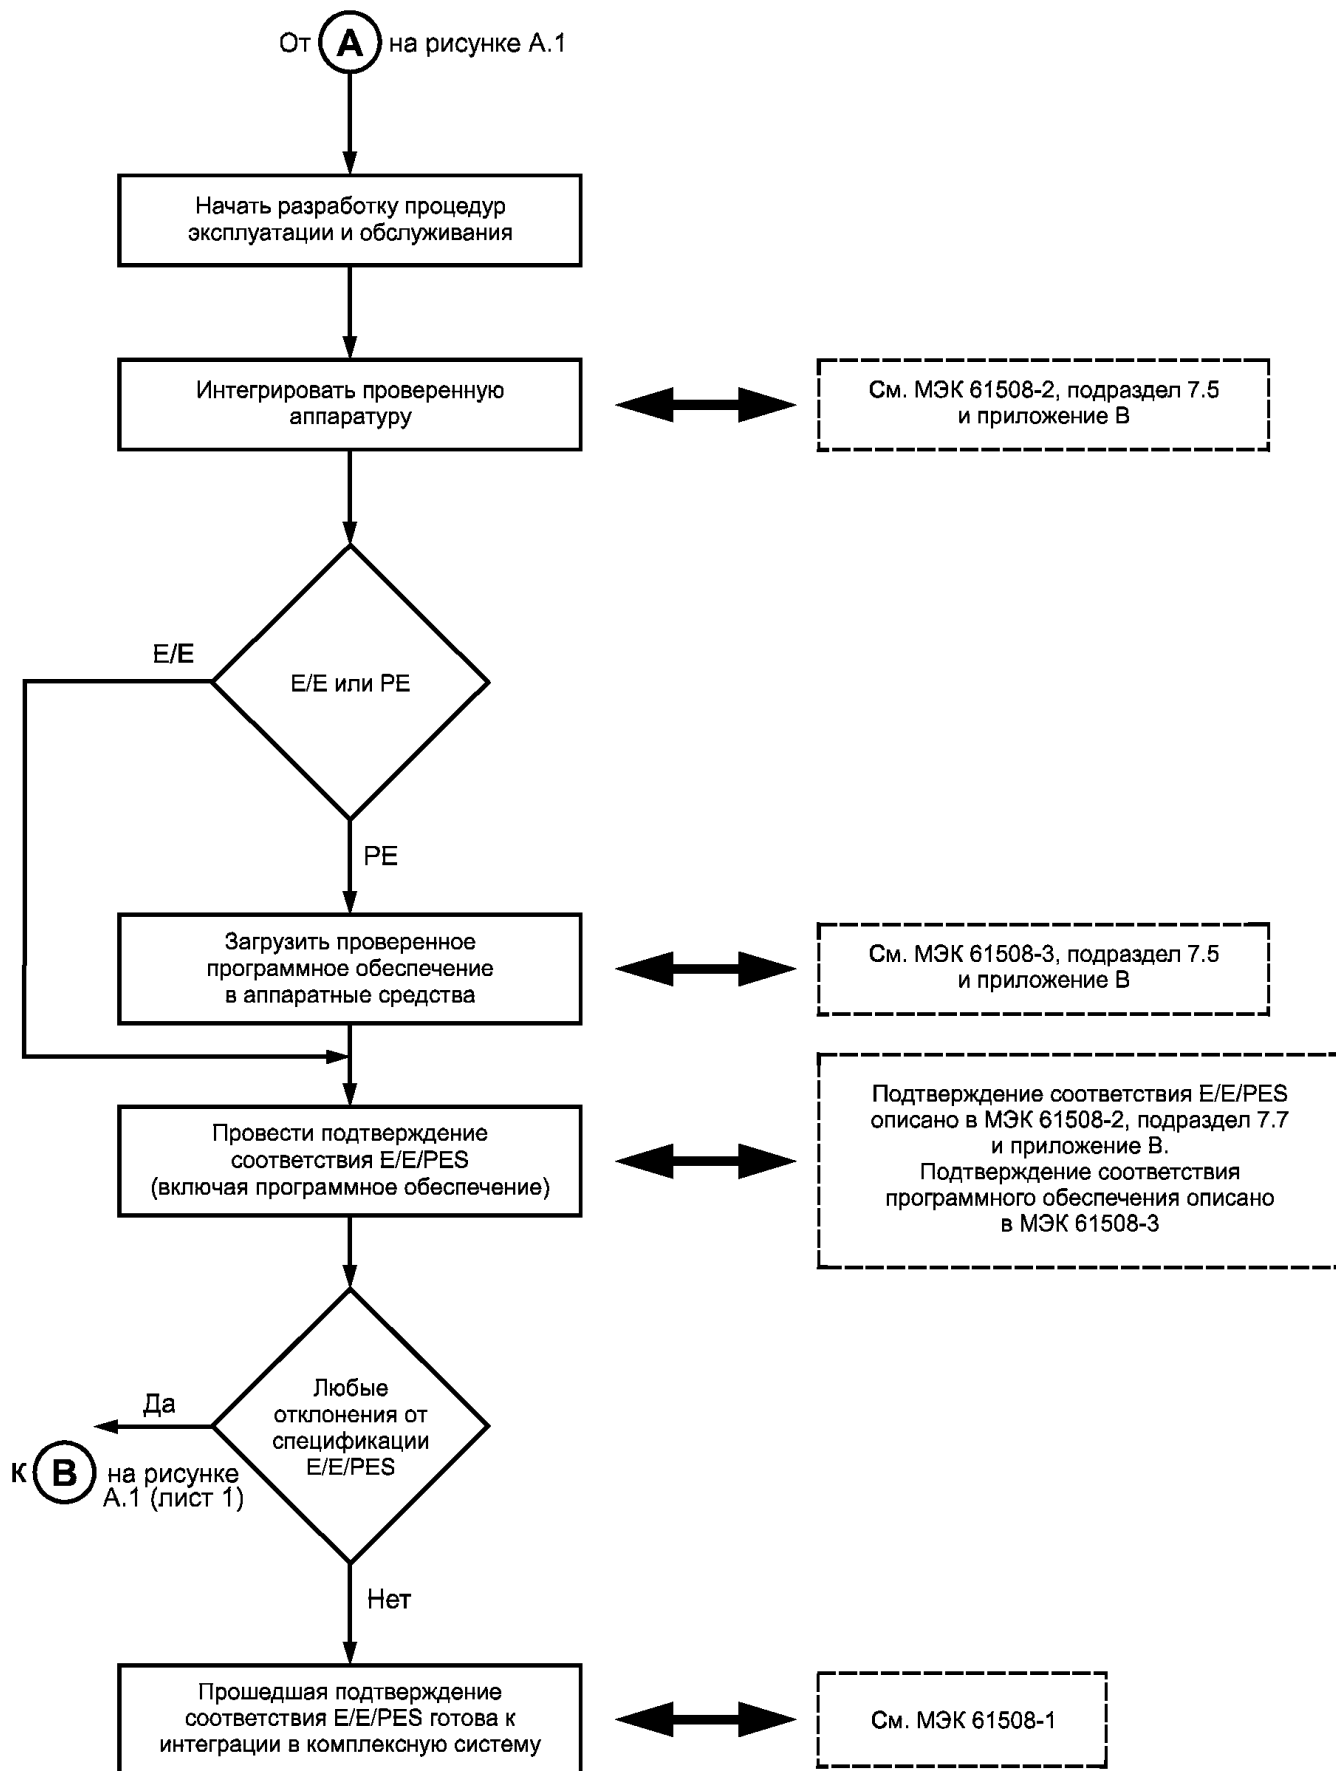 От A на рисунке А.1
Начать разработку процедур
эксплуатации и обслуживания
Интегрировать проверенную
аппаратуру
См. МЭК 61508-2, подраздел 7.5
и приложение В
E/E
E/E или PE
PE
Загрузить проверенное
программное обеспечение
в аппаратные средства
См. МЭК 61508-3, подраздел 7.5
и приложение В
Провести подтверждение
соответствия E/E/PES
(включая программное обеспечение)
Подтверждение соответствия E/E/PES
описано в МЭК 61508-2, подраздел 7.7
и приложение В.
Подтверждение соответствия
программного обеспечения описано
в МЭК 61508-3
Любые
отклонения от
спецификации
E/E/PES
Да
К B на рисунке
А.1 (лист 1)
Нет
Прошедшая подтверждение
соответствия E/E/PES готова к
интеграции в комплексную систему
См. МЭК 61508-1